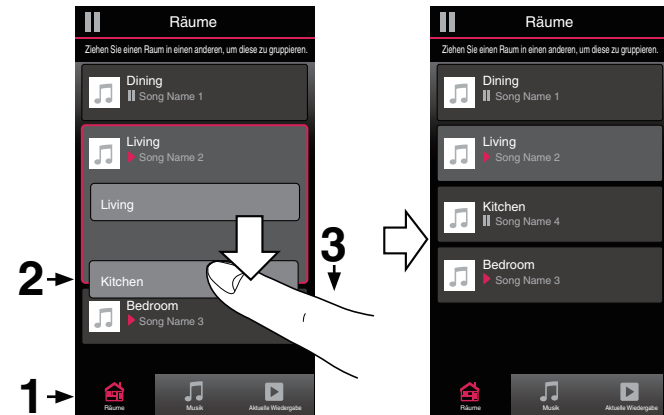 Räume
Ziehen Sie einen Raum in einen anderen, um diese zu gruppieren.
Dining
Song Name 1
Living
Song Name 2
Living
Kitchen
Bedroom
Song Name 3
Räume
Musik
Aktuelle Wiedergabe
1
2
3
Räume
Ziehen Sie einen Raum in einen anderen, um diese zu gruppieren.
Dining
Song Name 1
Living
Song Name 2
Kitchen
Song Name 4
Bedroom
Song Name 3
Räume
Musik
Aktuelle Wiedergabe